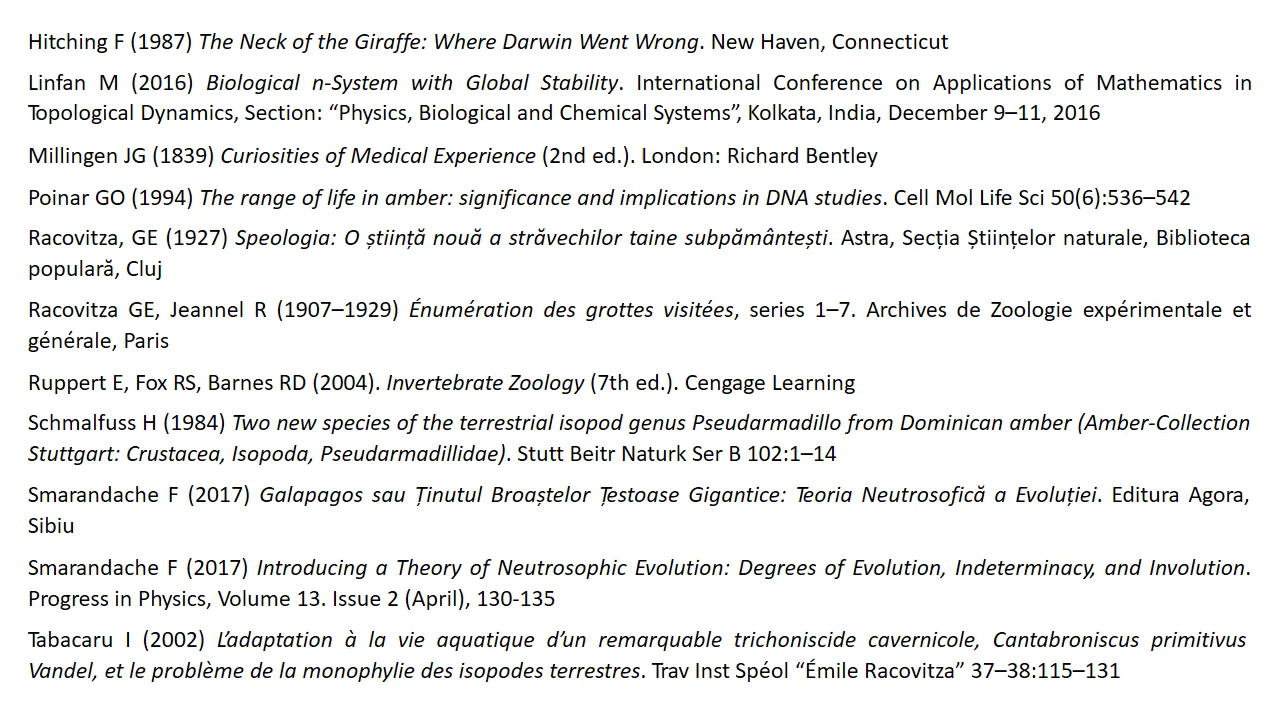 Hitching F (1987) The Neck of the Giraffe: Where Darwin Went Wrong. New Haven, Connecticut
Linfan M (2016) Biological n-System with Global Stability. International Conference on Applications of Mathematics in
Topological Dynamics, Section: “Physics, Biological and Chemical Systems”, Kolkata, India, December 9–11, 2016
Millingen JG (1839) Curiosities of Medical Experience (2nd ed.). London: Richard Bentley
Poinar GO (1994) The range of life in amber: significance and implications in DNA studies. Cell Mol Life Sci 50(6):536–542
Racovitza, GE (1927) Speologia: O știință nouă a străvechilor taine subpământești. Astra, Secția Științelor naturale, Biblioteca
populară, Cluj
Racovitza GE, Jeannel R (1907–1929) Énumération des grottes visitées, series 1–7. Archives de Zoologie expérimentale et
générale, Paris
Ruppert E, Fox RS, Barnes RD (2004). Invertebrate Zoology (7th ed.). Cengage Learning
Schmalfuss H (1984) Two new species of the terrestrial isopod genus Pseudarmadillo from Dominican amber (Amber-Collection
Stuttgart: Crustacea, Isopoda, Pseudarmadillidae). Stutt Beitr Naturk Ser B 102:1–14
Smarandache F (2017) Galapagos sau Ținutul Broaștelor Țestoase Gigantice: Teoria Neutrosofică a Evoluției. Editura Agora,
Sibiu
Smarandache F (2017) Introducing a Theory of Neutrosophic Evolution: Degrees of Evolution, Indeterminacy, and Involution.
Progress in Physics, Volume 13. Issue 2 (April), 130-135
Tabacaru I (2002) L’adaptation à la vie aquatique d’un remarquable trichoniscide cavernicole, Cantabroniscus primitivus
Vandel, et le problème de la monophylie des isopodes terrestres. Trav Inst Spéol “Émile Racovitza” 37–38:115–131